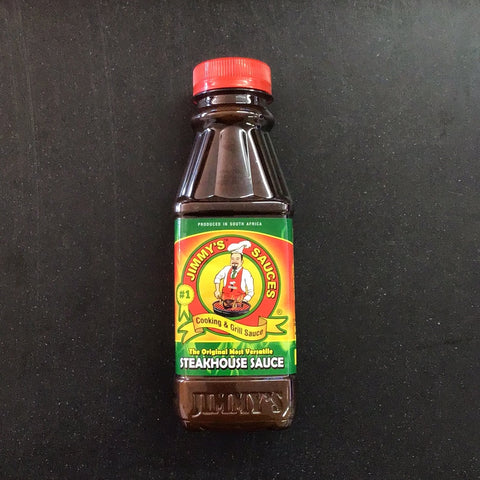 PRODUCED IN SOUTH AFRICA
JIMMY'S SAUCES
#1
Cooking & Grill Sauce
®
The Original Most Versatile
STEAKHOUSE SAUCE
JIMMY'S